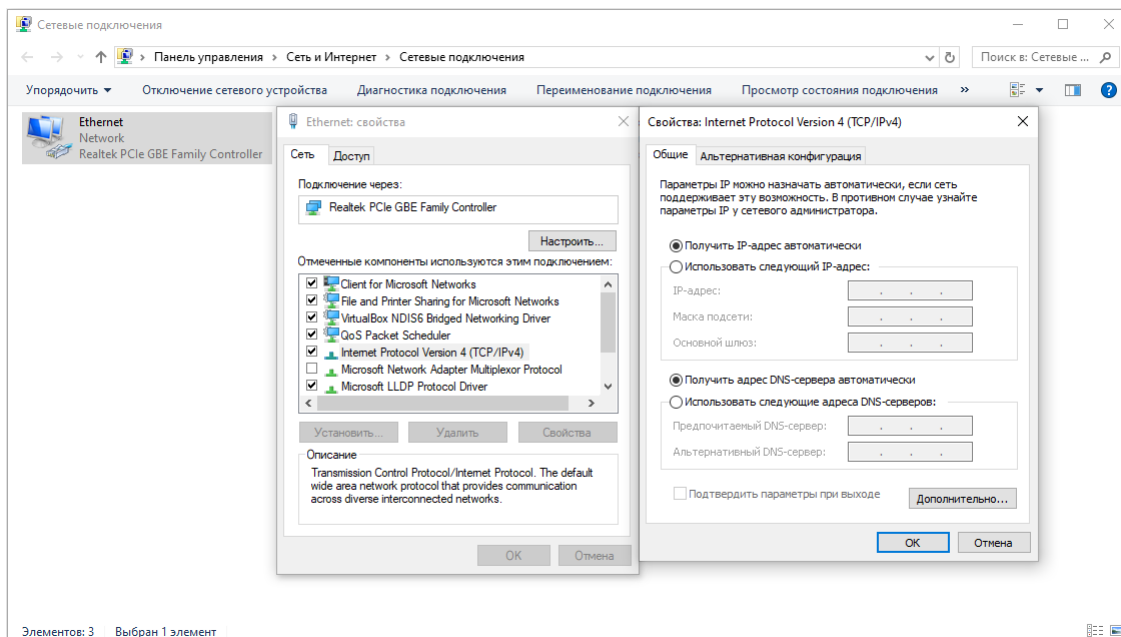 Сетевые подключения
Панель управления > Сеть и Интернет > Сетевые подключения
Поиск в: Сетевые ...
Упорядочить Отключение сетевого устройства Диагностика подключения Переименование подключения Просмотр состояния подключения »
Ethernet
Network
Realtek PCIe GBE Family Controller
Ethernet: свойства
Сеть Доступ
Подключение через:
Realtek PCIe GBE Family Controller
Настроить...
Отмеченные компоненты используются этим подключением:
Client for Microsoft Networks
File and Printer Sharing for Microsoft Networks
VirtualBox NDIS6 Bridged Networking Driver
QoS Packet Scheduler
Internet Protocol Version 4 (TCP/IPv4)
Microsoft Network Adapter Multiplexor Protocol
Microsoft LLDP Protocol Driver
Установить... Удалить Свойства
Описание
Transmission Control Protocol/Internet Protocol. The default
wide area network protocol that provides communication
across diverse interconnected networks.
OK Отмена
Свойства: Internet Protocol Version 4 (TCP/IPv4)
Общие Альтернативная конфигурация
Параметры IP можно назначать автоматически, если сеть
поддерживает эту возможность. В противном случае узнайте
параметры IP у сетевого администратора.
Получить IP-адрес автоматически
Использовать следующий IP-адрес:
IP-адрес:
Маска подсети:
Основной шлюз:
Получить адрес DNS-сервера автоматически
Использовать следующие адреса DNS-серверов:
Предпочитаемый DNS-сервер:
Альтернативный DNS-сервер:
Подтвердить параметры при выходе
Дополнительно...
OK Отмена
Элементов: 3 Выбран 1 элемент